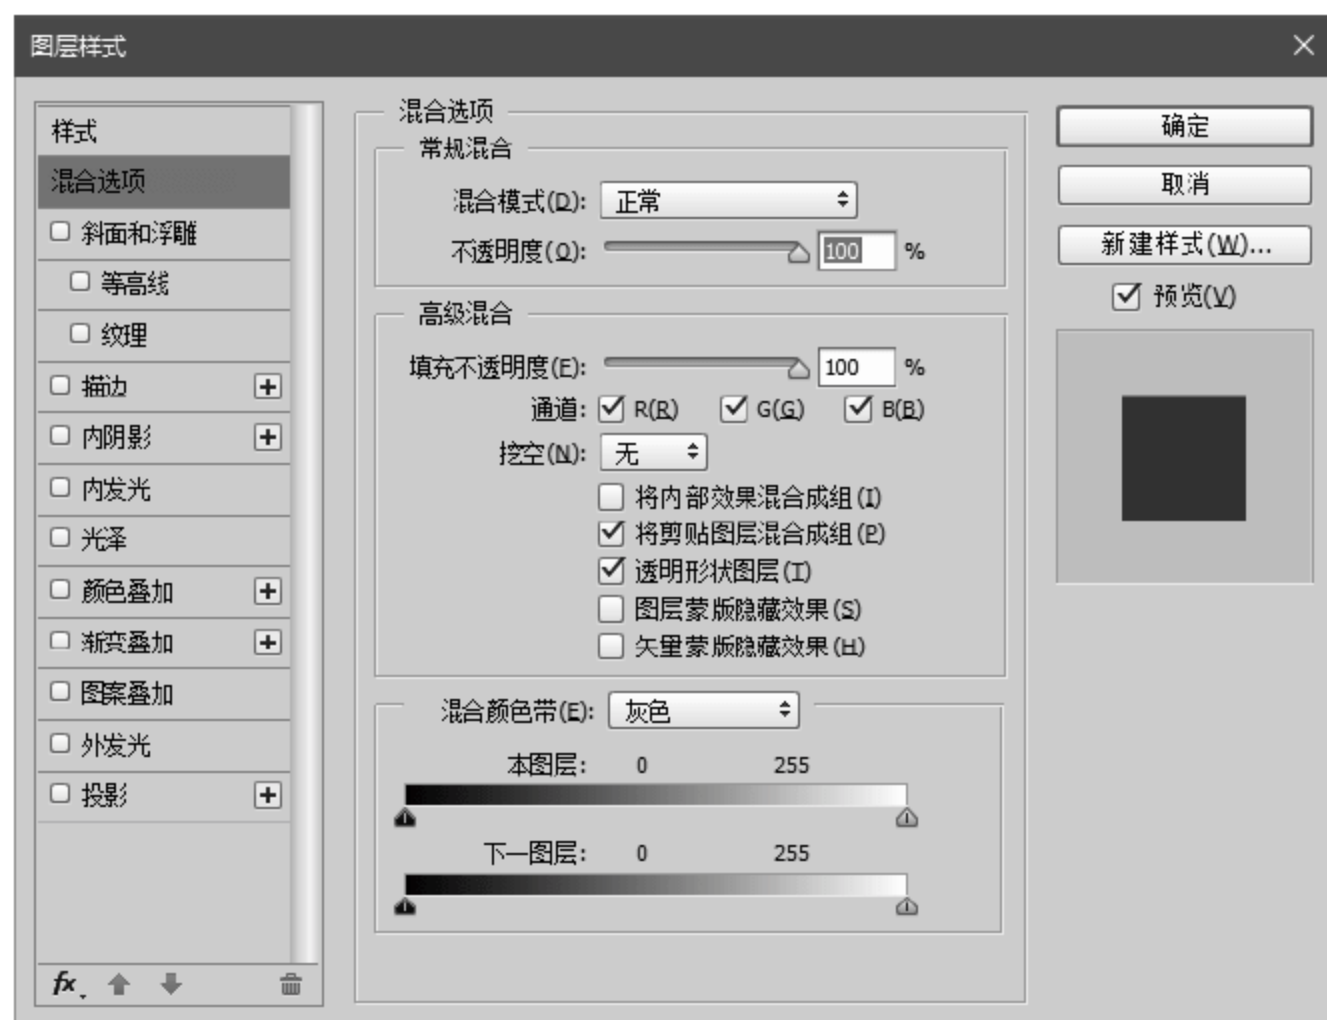 图层样式
样式
混合选项
斜面和浮雕
等高线
纹理
描边
内阴影
内发光
光泽
颜色叠加
渐变叠加
图案叠加
外发光
投影
fx
混合选项
常规混合
混合模式(D): 正常
不透明度(O): 100 %
高级混合
填充不透明度(F): 100 %
通道: R(R) G(G) B(B)
挖空(N): 无
将内部效果混合成组(I)
将剪贴图层混合成组(P)
透明形状图层(T)
图层蒙版隐藏效果(S)
矢量蒙版隐藏效果(H)
混合颜色带(E): 灰色
本图层: 0 255
下一图层: 0 255
确定
取消
新建样式(W)...
预览(V)